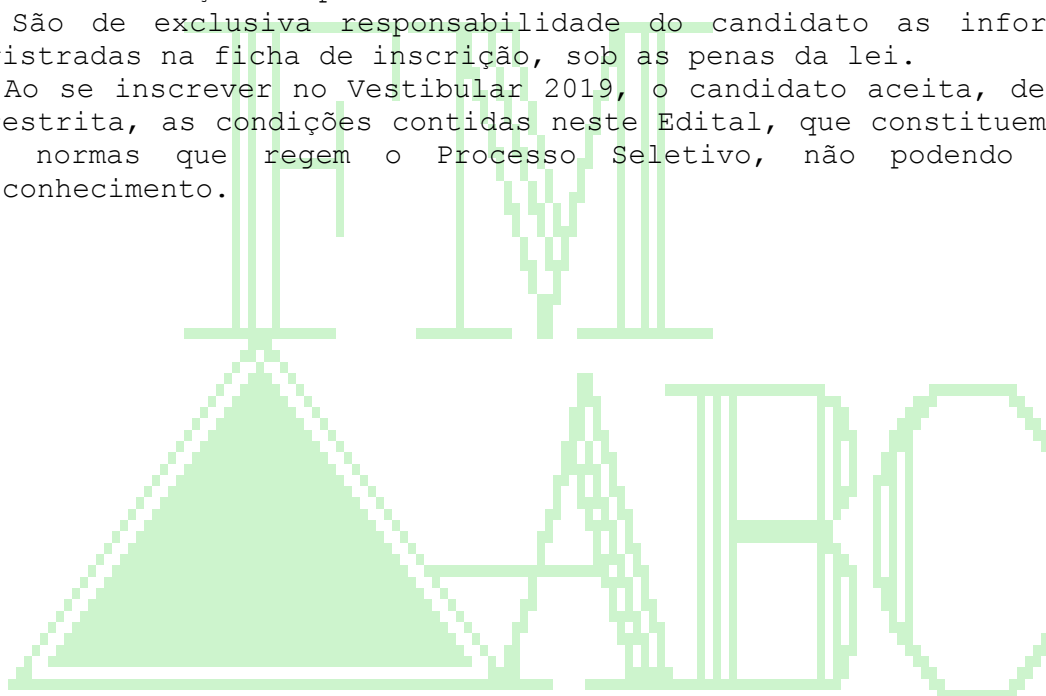 São de exclusiva responsabilidade do candidato as infor
istradas na ficha de inscrição, sob as penas da lei.
Ao se inscrever no Vestibular 2019, o candidato aceita, de
estrita, as condições contidas neste Edital, que constituem
normas que regem o Processo Seletivo, não podendo
conhecimento.
FM
ABC